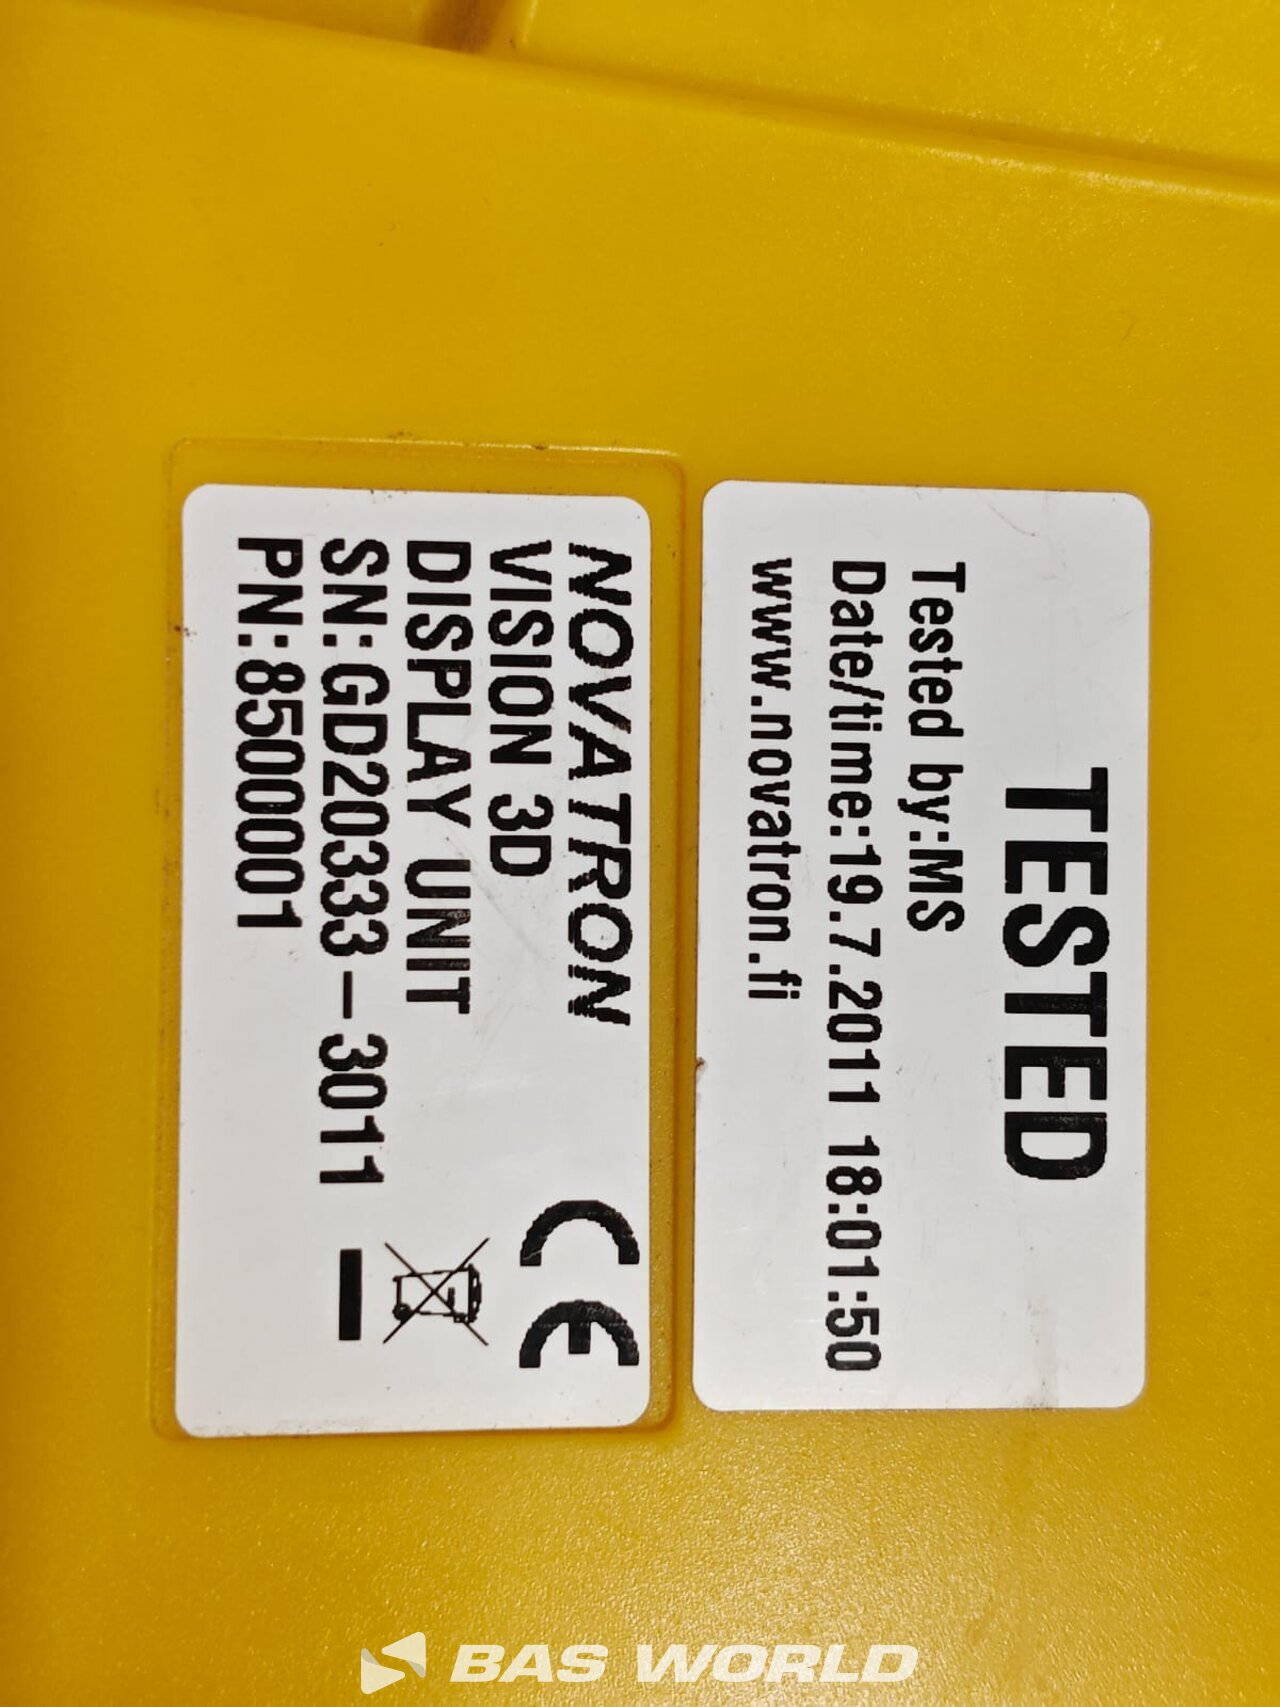 TESTED
Tested by:MS
Date/time:19.7.2011 18:01:50
www.novatron.fi
NOVATRON
VISION 3D
DISPLAY UNIT
SN:GD20333-3011
PN:8500001
CE
BAS WORLD